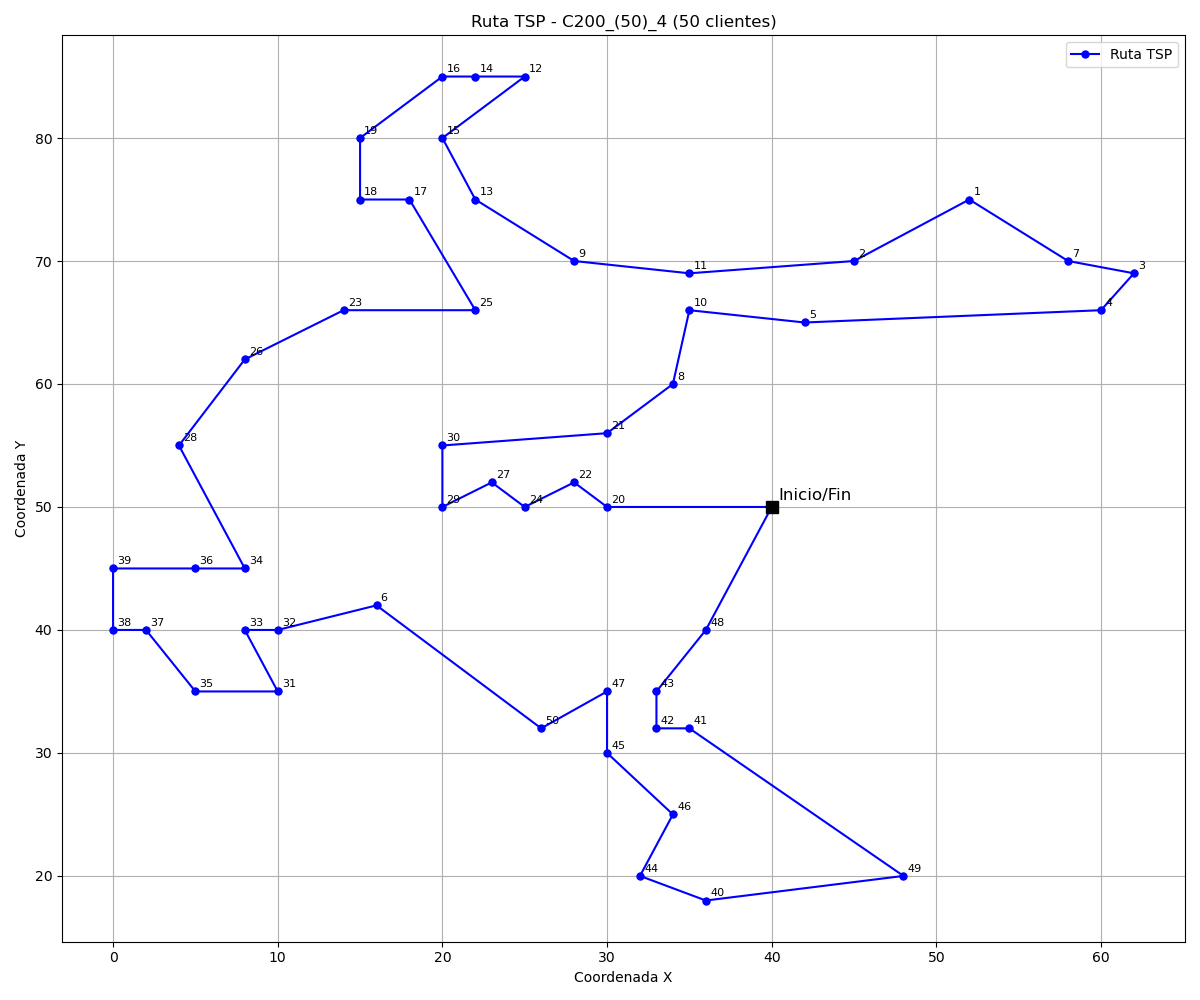 Ruta TSP - C200_(50)_4 (50 clientes)
Ruta TSP
16 14 12
19 15
18 17 13 1
9 11 2 7 3
23 25 10 5 4
26 8
28 30 21
29 27 24 22 20 Inicio/Fin
39 36 34
38 37 33 32 6 48
35 31 47 43
50 45 42 41
46
44 40 49
80
70
60
50
40
30
20
Coordenada Y
0 10 20 30 40 50 60
Coordenada X